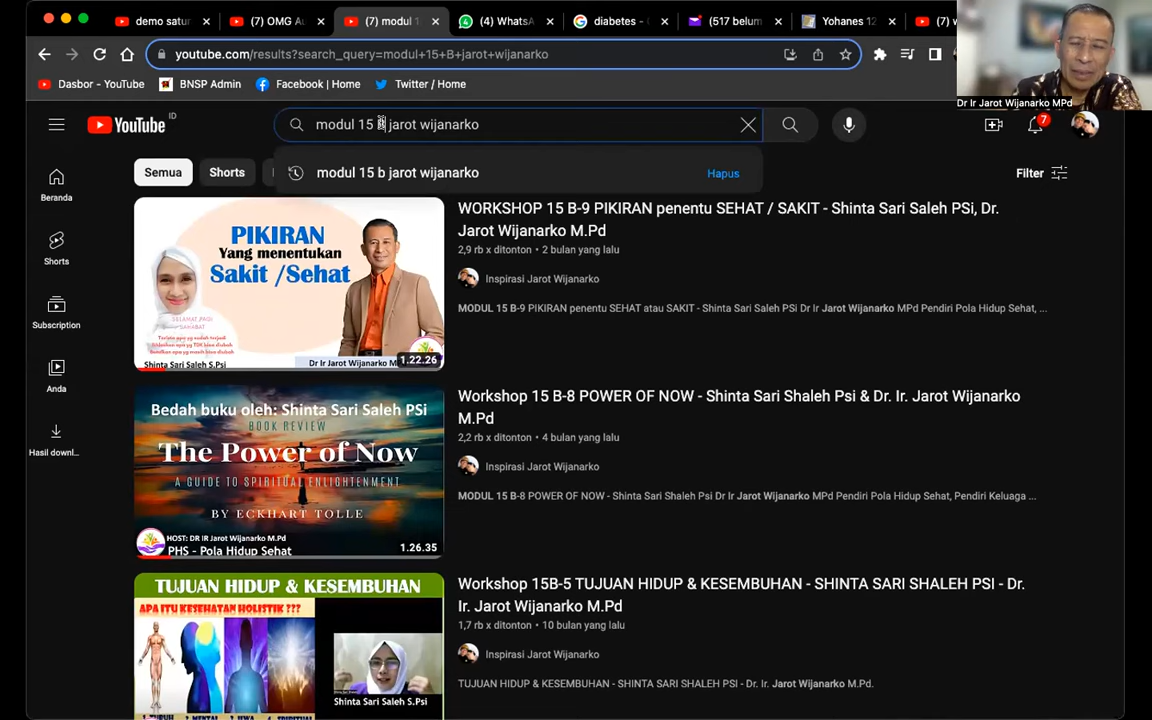 demo satur
(7) OMG A
(7) modul 1
(4) WhatsA
diabetes -
(517 belum
Yohanes 12
(7) w
youtube.com/results?search_query=modul+15+B+jarot+wijanarko
Dasbor - YouTube
BNSP Admin
Facebook | Home
Twitter / Home
Dr Ir Jarot Wijanarko MPd
YouTube ID
modul 15 B jarot wijanarko
7
modul 15 b jarot wijanarko
Hapus
Semua
Shorts
Filter
Beranda
Shorts
Subscription
Anda
Hasil downl...
PIKIRAN
Yang menentukan
Sakit /Sehat
SELAMAT PAGI
Shinta Sari Saleh S.Psi
Dr Ir Jarot Wijanarko M
1.22.26
WORKSHOP 15 B-9 PIKIRAN penentu SEHAT / SAKIT - Shinta Sari Saleh PSi, Dr.
Jarot Wijanarko M.Pd
2,9 rb x ditonton • 2 bulan yang lalu
Inspirasi Jarot Wijanarko
MODUL 15 B-9 PIKIRAN penentu SEHAT atau SAKIT - Shinta Sari Saleh PSi Dr Ir Jarot Wijanarko MPd Pendiri Pola Hidup Sehat, ...
Bedah buku oleh: Shinta Sari Saleh PSi
BOOK REVIEW
The Power of Now
A GUIDE TO SPIRITUAL ENLIGHTENMENT
BY ECKHART TOLLE
HOST: DR IR Jarot Wijanarko M.Pd
PHS - Pola Hidup Sehat
1.26.35
Workshop 15 B-8 POWER OF NOW - Shinta Sari Shaleh Psi & Dr. Ir. Jarot Wijanarko
M.Pd
2,2 rb x ditonton • 4 bulan yang lalu
Inspirasi Jarot Wijanarko
MODUL 15 B-8 POWER OF NOW - Shinta Sari Shaleh Psi Dr Ir Jarot Wijanarko MPd Pendiri Pola Hidup Sehat, Pendiri Keluaga ...
TUJUAN HIDUP & KESEMBUHAN
APA ITU KESEHATAN HOLISTIK ???
Shinta Sari Saleh S.Psi
Workshop 15B-5 TUJUAN HIDUP & KESEMBUHAN - SHINTA SARI SHALEH PSI - Dr.
Ir. Jarot Wijanarko M.Pd
1,7 rb x ditonton • 10 bulan yang lalu
Inspirasi Jarot Wijanarko
TUJUAN HIDUP & KESEMBUHAN - SHINTA SARI SHALEH PSI - Dr. Ir. Jarot Wijanarko M.Pd.